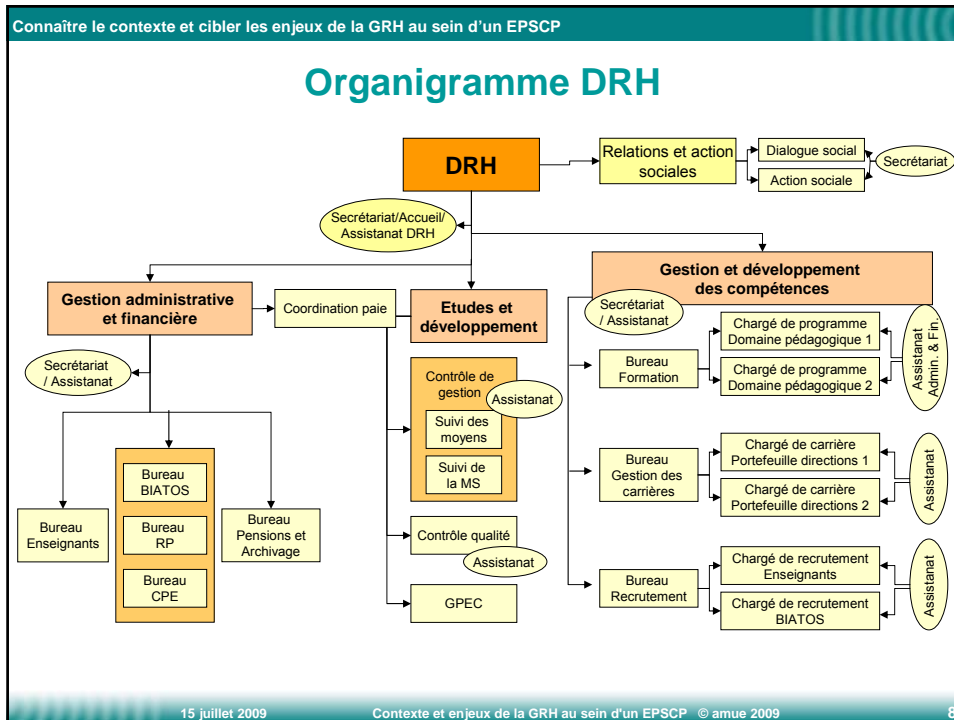 Connaître le contexte et cibler les enjeux de la GRH au sein d'un EPSCP
Organigramme DRH
DRH
Relations et action
sociales
Dialogue social
Action sociale
Secrétariat
Secrétariat/Accueil/
Assistanat DRH
Gestion administrative
et financière
Coordination paie
Etudes et
développement
Gestion et développement
des compétences
Secrétariat
/ Assistanat
Secrétariat
/ Assistanat
Bureau
Enseignants
Bureau
BIATOS
Bureau
RP
Bureau
CPE
Bureau
Pensions et
Archivage
Contrôle de
gestion
Assistanat
Suivi des
moyens
Suivi de
la MS
Contrôle qualité
Assistanat
GPEC
Bureau
Formation
Chargé de programme
Domaine pédagogique 1
Chargé de programme
Domaine pédagogique 2
Assistanat
Admin. & Fin.
Bureau
Gestion des
carrières
Chargé de carrière
Portefeuille directions 1
Chargé de carrière
Portefeuille directions 2
Assistanat
Bureau
Recrutement
Chargé de recrutement
Enseignants
Chargé de recrutement
BIATOS
Assistanat
15 juillet 2009
Contexte et enjeux de la GRH au sein d'un EPSCP © amue 2009
8